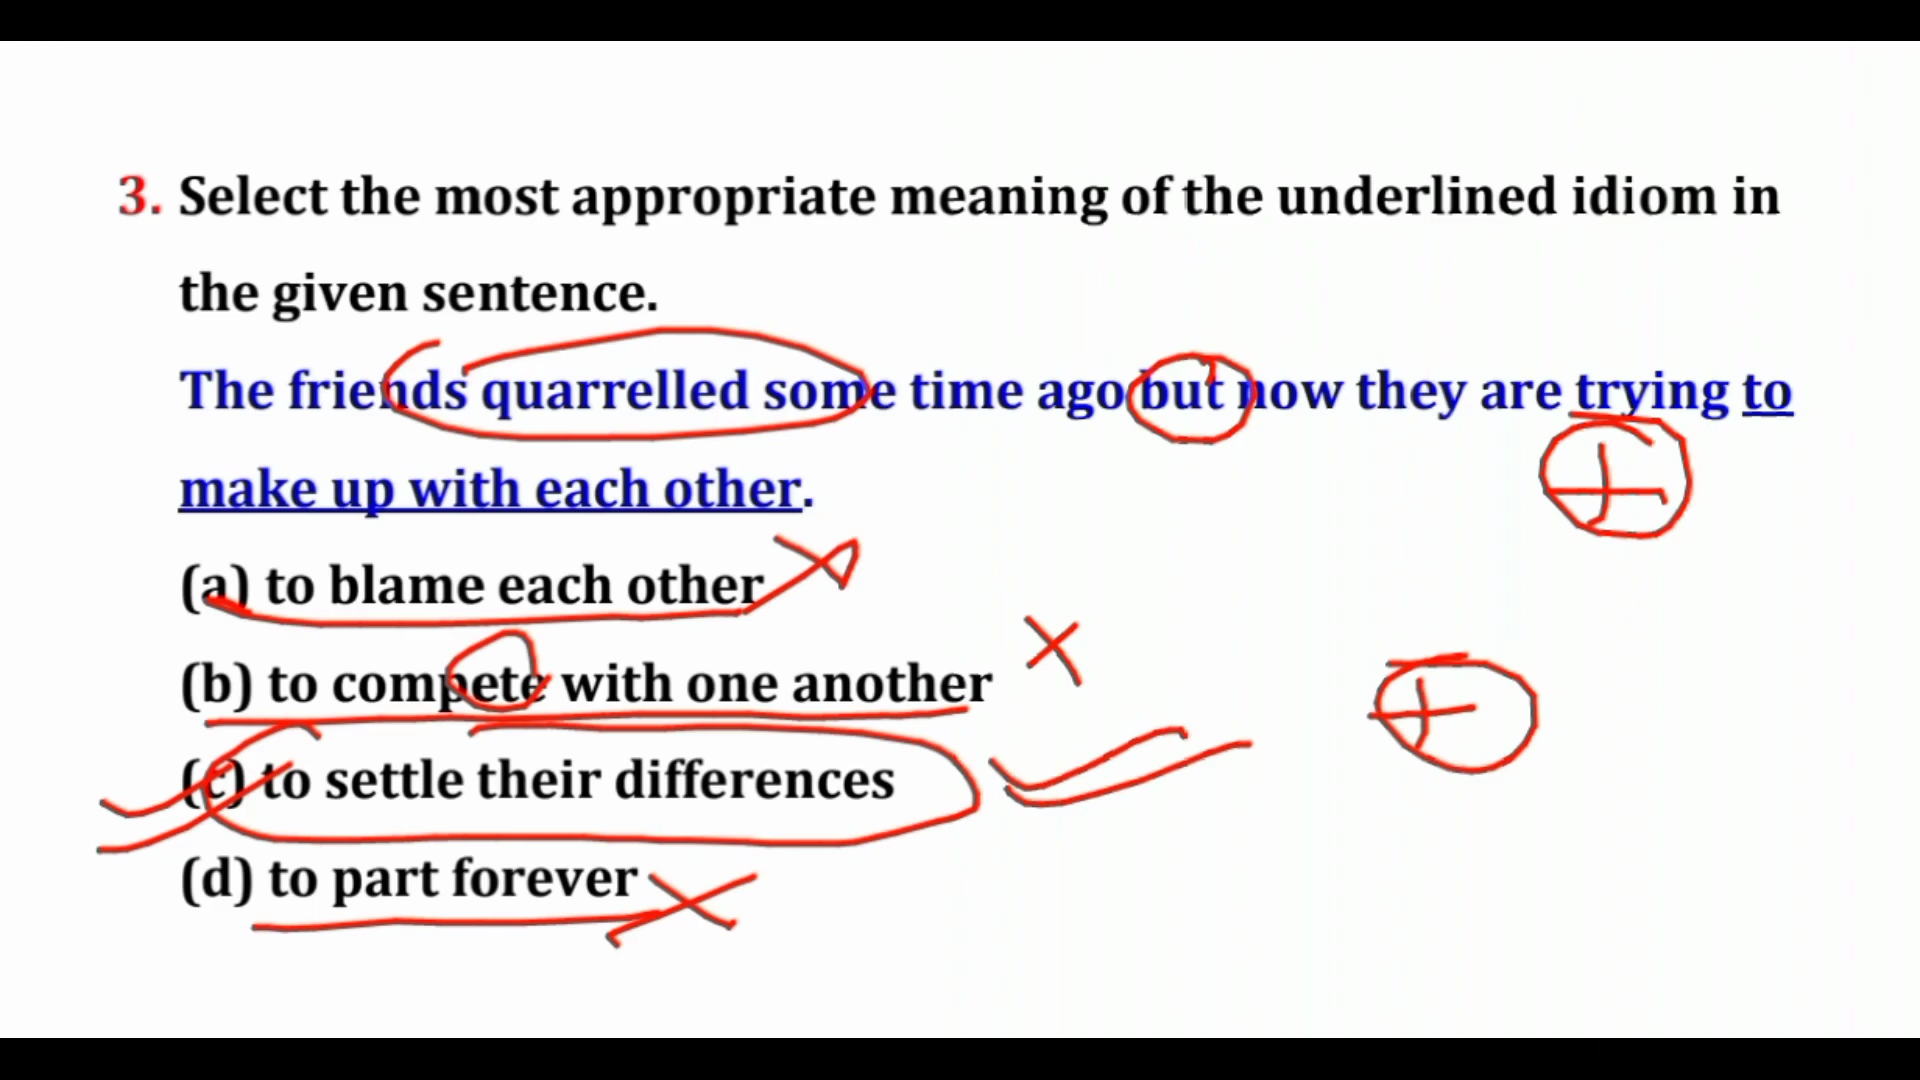 3. Select the most appropriate meaning of the underlined idiom in
the given sentence.
The friends quarrelled some time ago but now they are trying to
make up with each other.
(a) to blame each other
(b) to compete with one another
(c) to settle their differences
(d) to part forever